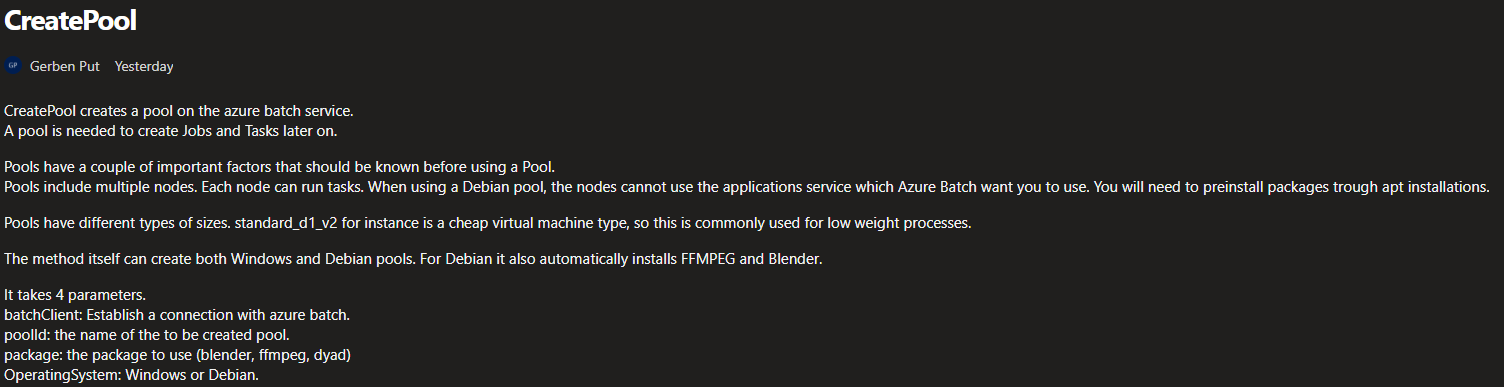 CreatePool
GP Gerben Put Yesterday
CreatePool creates a pool on the azure batch service.
A pool is needed to create Jobs and Tasks later on.
Pools have a couple of important factors that should be known before using a Pool.
Pools include multiple nodes. Each node can run tasks. When using a Debian pool, the nodes cannot use the applications service which Azure Batch want you to use. You will need to preinstall packages trough apt installations.
Pools have different types of sizes. standard_d1_v2 for instance is a cheap virtual machine type, so this is commonly used for low weight processes.
The method itself can create both Windows and Debian pools. For Debian it also automatically installs FFMPEG and Blender.
It takes 4 parameters.
batchClient: Establish a connection with azure batch.
poolId: the name of the to be created pool.
package: the package to use (blender, ffmpeg, dyad)
OperatingSystem: Windows or Debian.